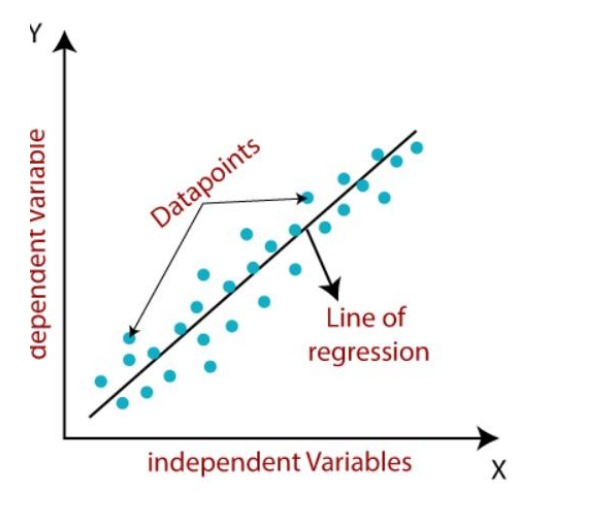 Y
dependent variable
Datapoints
Line of
regression
independent Variables
X